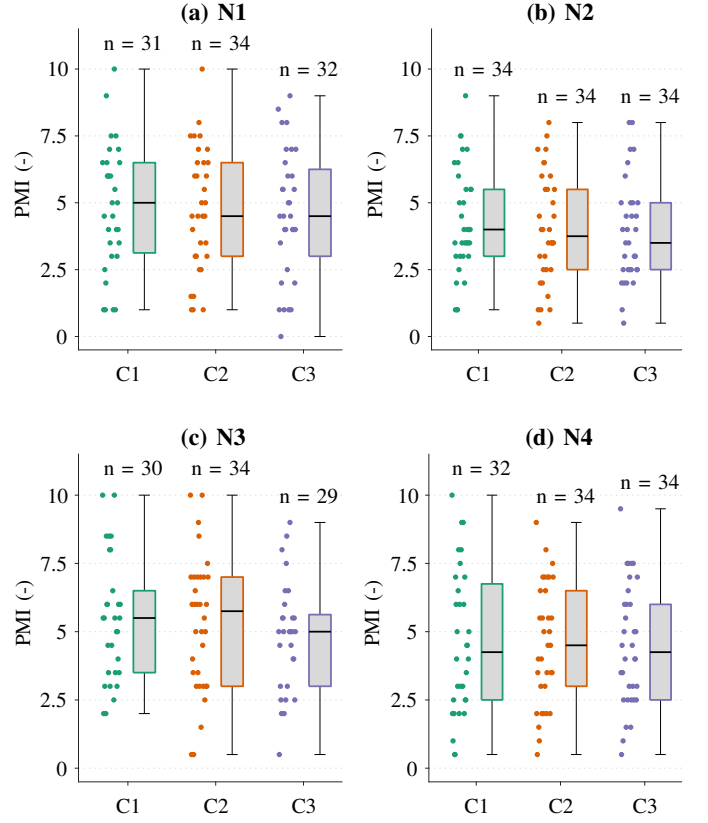 (a) N1
n = 31
n = 34
n = 32
PMI (-)
10
7.5
5
2.5
0
C1
C2
C3
(b) N2
n = 34
n = 34
n = 34
PMI (-)
10
7.5
5
2.5
0
C1
C2
C3
(c) N3
n = 30
n = 34
n = 29
PMI (-)
10
7.5
5
2.5
0
C1
C2
C3
(d) N4
n = 32
n = 34
n = 34
PMI (-)
10
7.5
5
2.5
0
C1
C2
C3